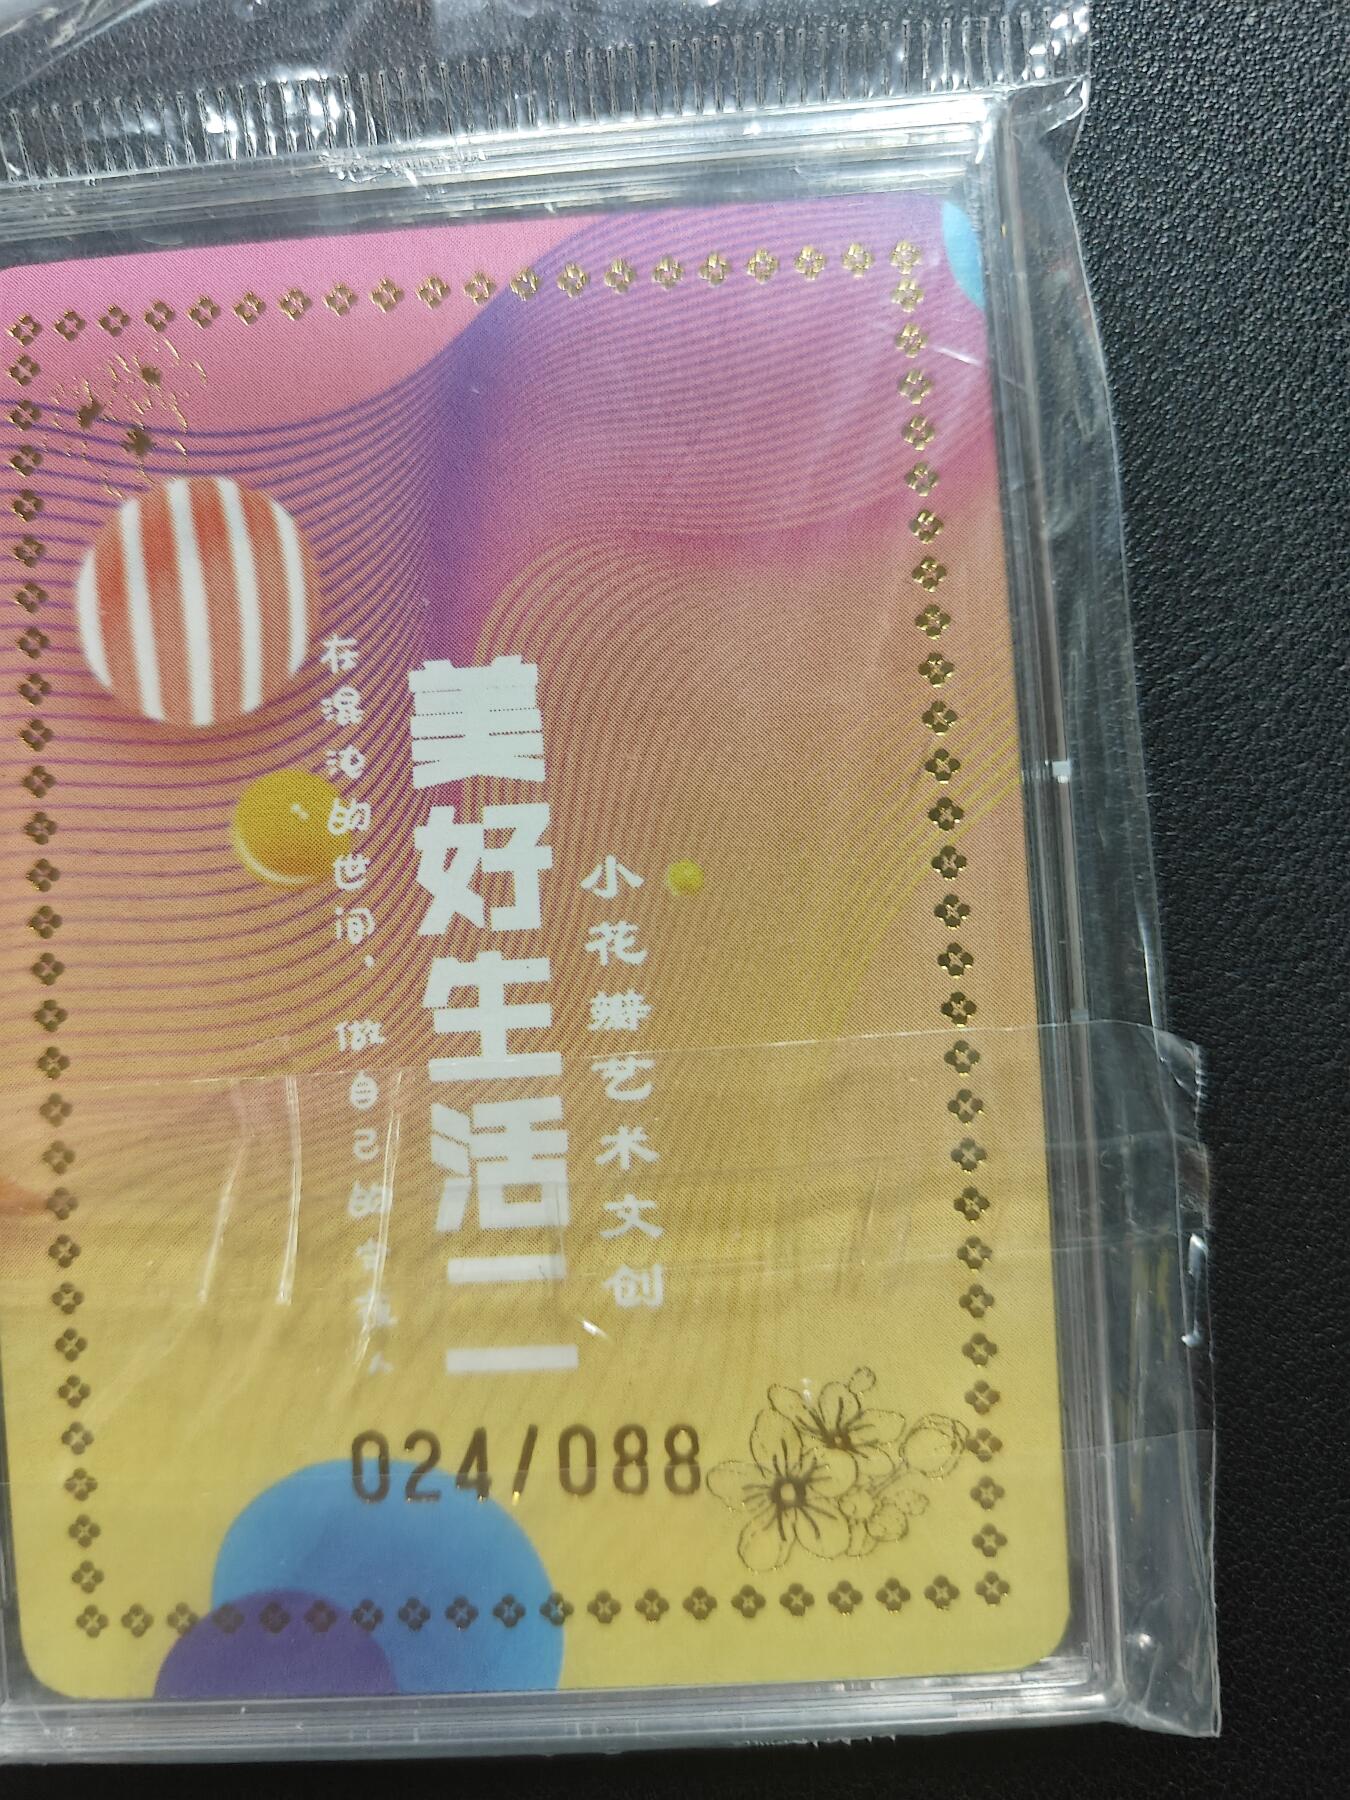 小花瓣艺术文创
美好生活二
在混沌的世间，做自己的
024/088